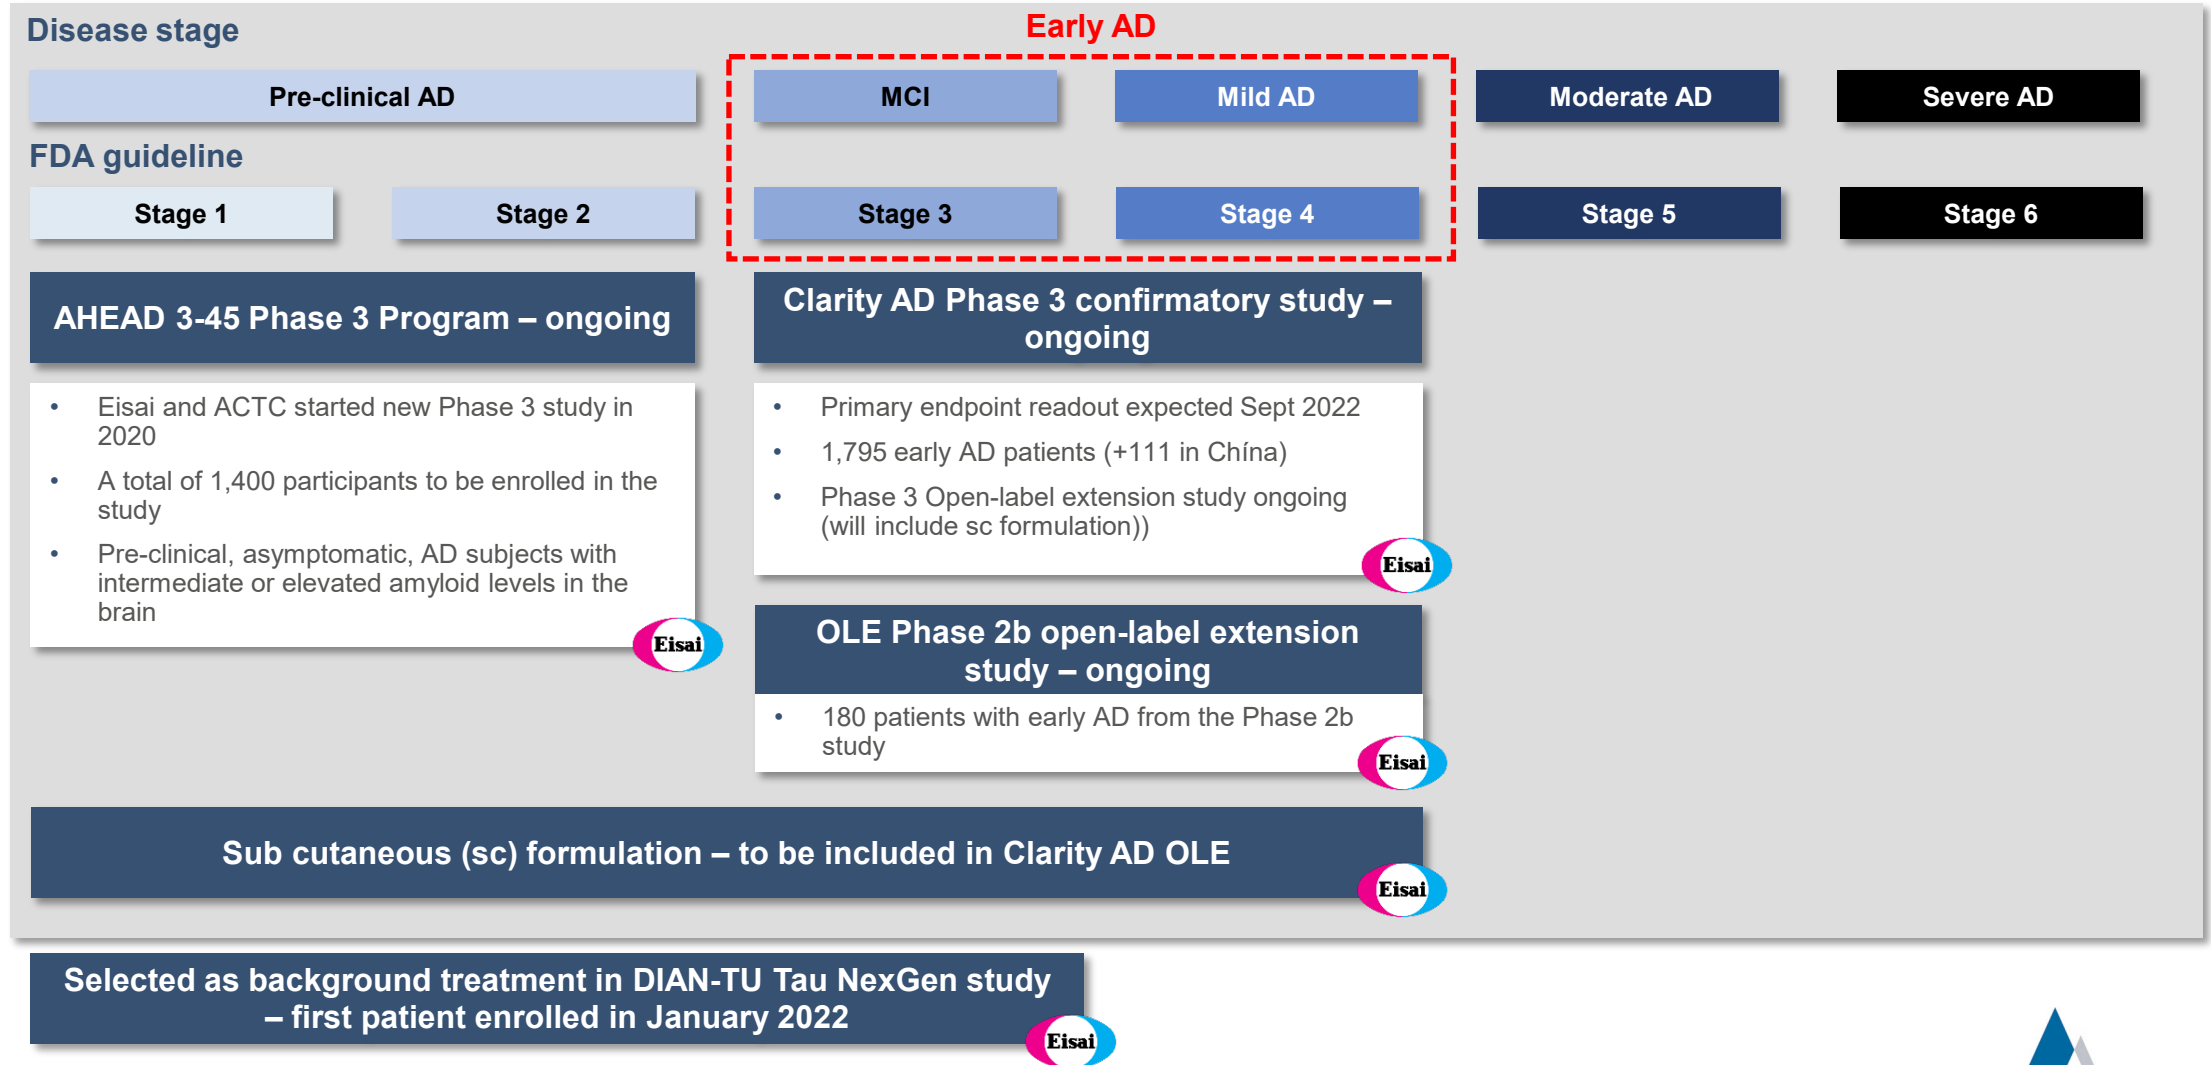 Disease stage
Early AD
Pre-clinical AD
MCI
Mild AD
Moderate AD
Severe AD
FDA guideline
Stage 1
Stage 2
Stage 3
Stage 4
Stage 5
Stage 6
AHEAD 3-45 Phase 3 Program – ongoing
• Eisai and ACTC started new Phase 3 study in
2020
• A total of 1,400 participants to be enrolled in the
study
• Pre-clinical, asymptomatic, AD subjects with
intermediate or elevated amyloid levels in the
brain
Eisai
Clarity AD Phase 3 confirmatory study –
ongoing
• Primary endpoint readout expected Sept 2022
• 1,795 early AD patients (+111 in Chína)
• Phase 3 Open-label extension study ongoing
(will include sc formulation))
Eisai
OLE Phase 2b open-label extension
study – ongoing
• 180 patients with early AD from the Phase 2b
study
Eisai
Sub cutaneous (sc) formulation – to be included in Clarity AD OLE
Eisai
Selected as background treatment in DIAN-TU Tau NexGen study
– first patient enrolled in January 2022
Eisai